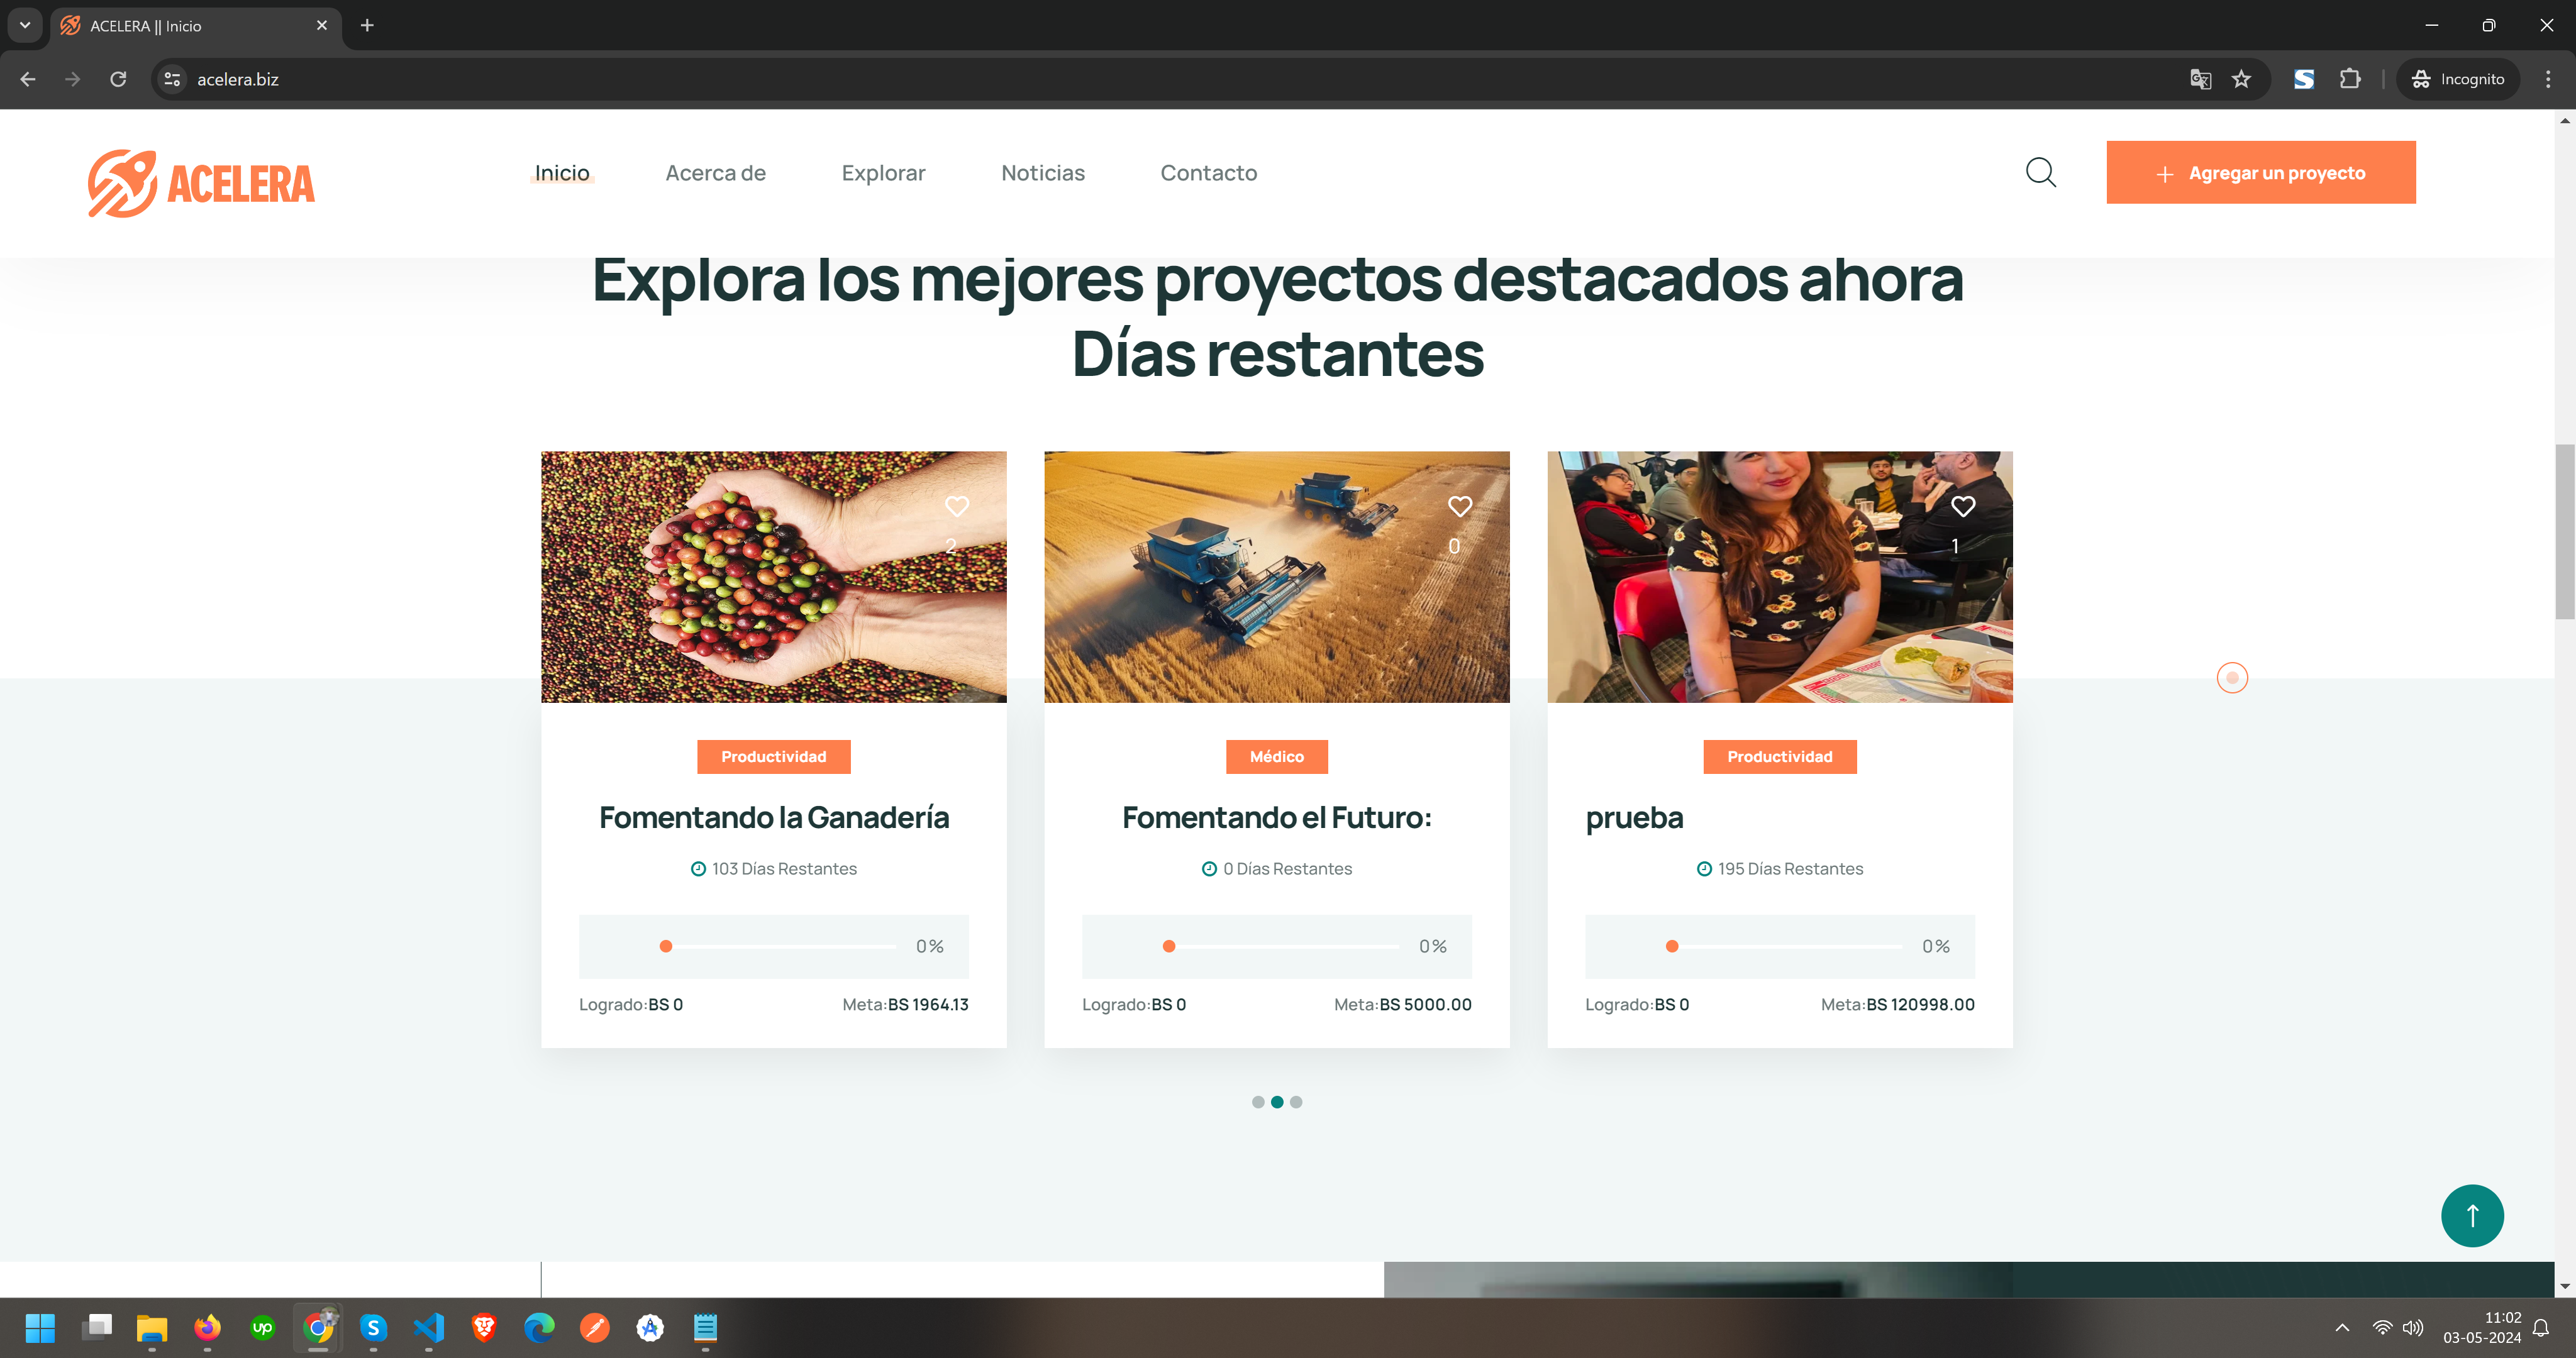 ACELERA || Inicio
acelera.biz
Incognito
ACELERA
Inicio
Acerca de
Explorar
Noticias
Contacto
Agregar un proyecto
Explora los mejores proyectos destacados ahora
Días restantes
2
0
1
Productividad
Fomentando la Ganadería
103 Días Restantes
0%
Logrado:BS 0
Meta:BS 1964.13
Médico
Fomentando el Futuro:
0 Días Restantes
0%
Logrado:BS 0
Meta:BS 5000.00
Productividad
prueba
195 Días Restantes
0%
Logrado:BS 0
Meta:BS 120998.00
up
11:02
03-05-2024